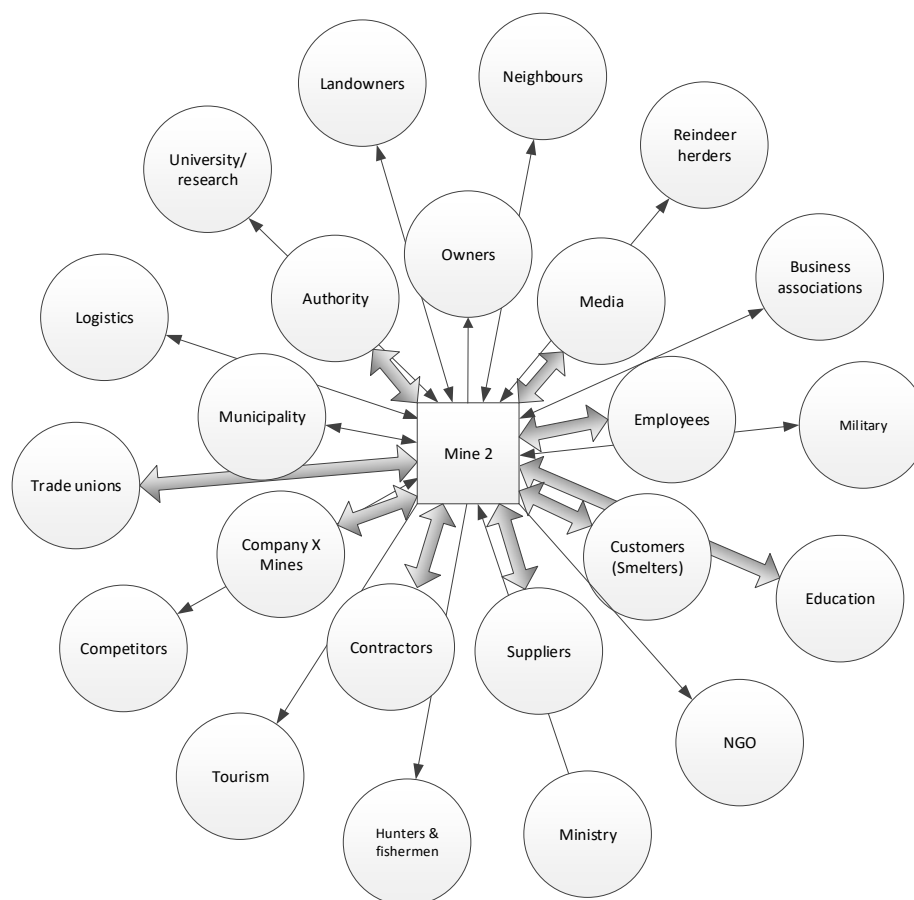 Landowners
Neighbours
Reindeer
herders
University/
research
Owners
Business
associations
Authority
Media
Logistics
Municipality
Employees
Military
Mine 2
Trade unions
Company X
Mines
Customers
(Smelters)
Education
Competitors
Contractors
Suppliers
NGO
Tourism
Hunters &
fishermen
Ministry